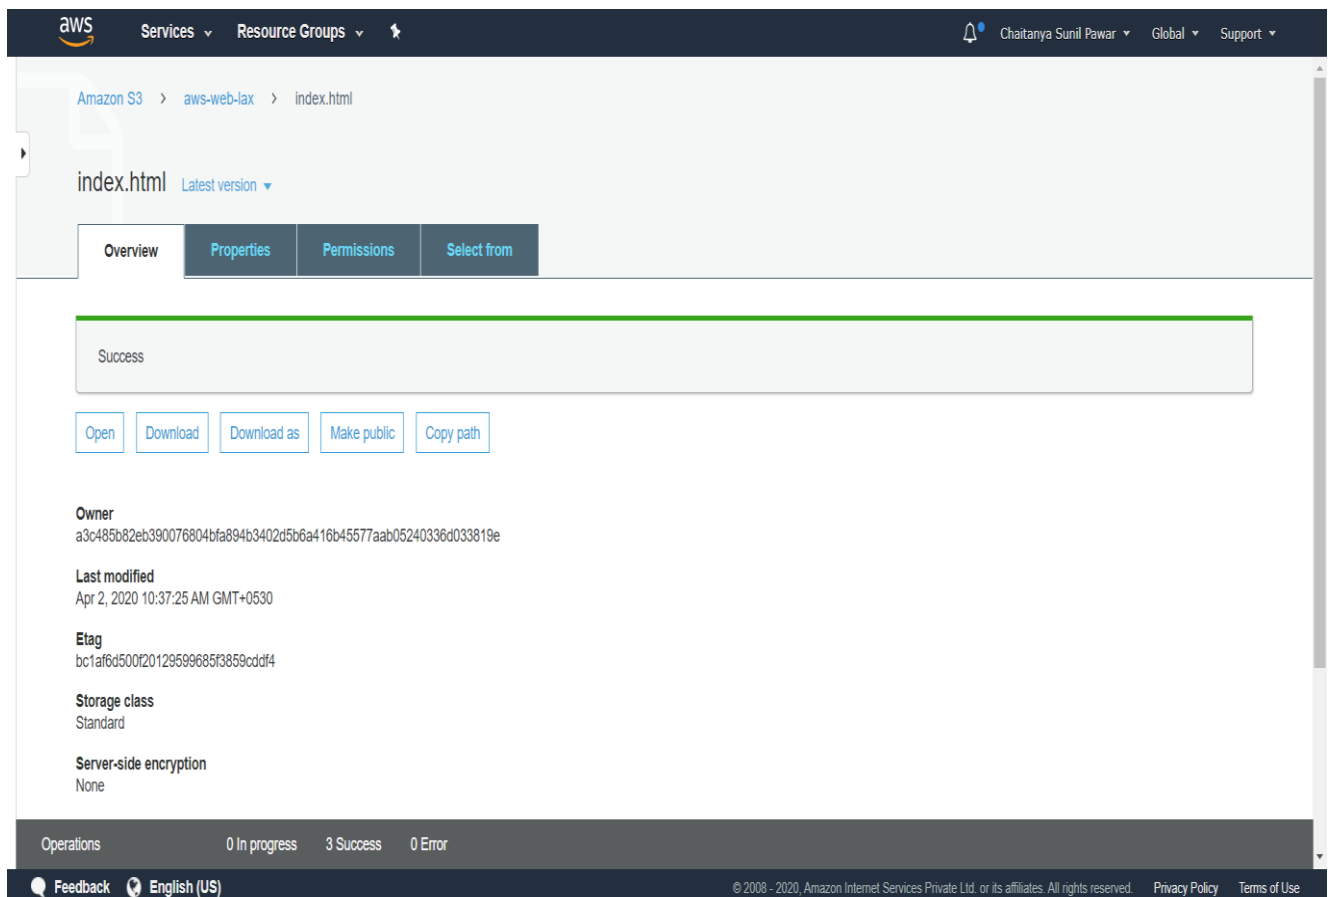 aws Services Resource Groups Chaitanya Sunil Pawar Global Support
Amazon S3 > aws-web-lax > index.html
index.html Latest version
Overview Properties Permissions Select from
Success
Open Download Download as Make public Copy path
Owner
a3c485b82eb390076804bfa894b3402d5b6a416b45577aab05240336d033819e
Last modified
Apr 2, 2020 10:37:25 AM GMT+0530
Etag
bc1af6d500f20129599685f3859cddf4
Storage class
Standard
Server-side encryption
None
Operations 0 In progress 3 Success 0 Error
Feedback English (US) © 2008 - 2020, Amazon Internet Services Private Ltd. or its affiliates. All rights reserved. Privacy Policy Terms of Use